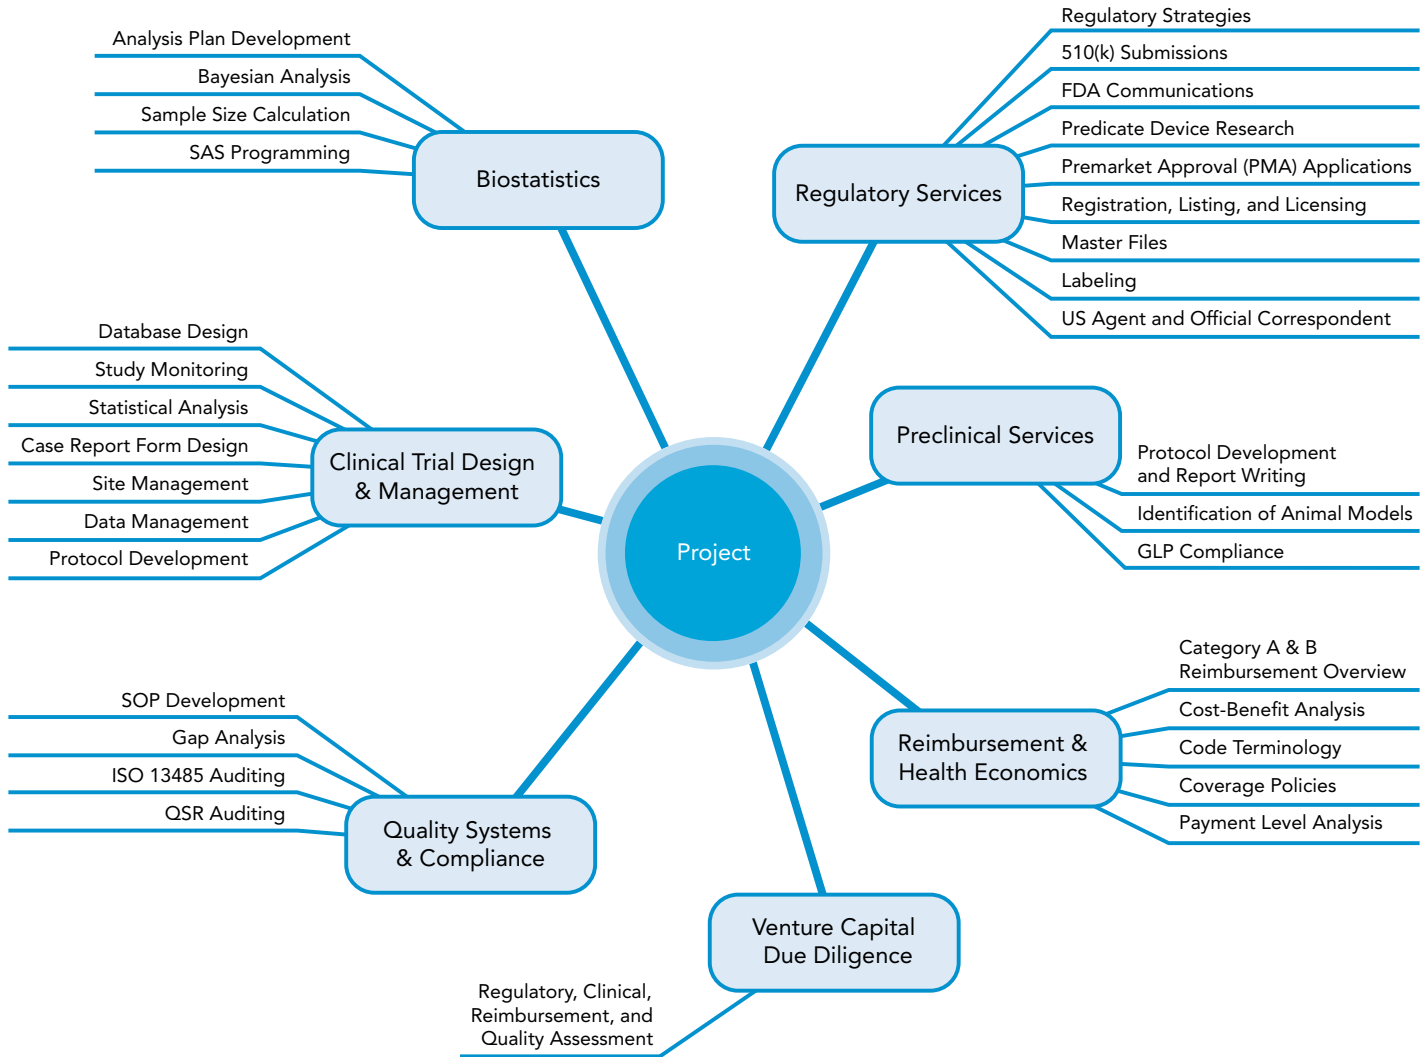 Analysis Plan Development
Bayesian Analysis
Sample Size Calculation
SAS Programming
Biostatistics
Regulatory Strategies
510(k) Submissions
FDA Communications
Predicate Device Research
Premarket Approval (PMA) Applications
Registration, Listing, and Licensing
Master Files
Labeling
US Agent and Official Correspondent
Regulatory Services
Database Design
Study Monitoring
Statistical Analysis
Case Report Form Design
Site Management
Data Management
Protocol Development
Clinical Trial Design
& Management
Project
Preclinical Services
Protocol Development
and Report Writing
Identification of Animal Models
GLP Compliance
Category A & B
Reimbursement Overview
Cost-Benefit Analysis
Code Terminology
Coverage Policies
Payment Level Analysis
Reimbursement &
Health Economics
SOP Development
Gap Analysis
ISO 13485 Auditing
QSR Auditing
Quality Systems
& Compliance
Venture Capital
Due Diligence
Regulatory, Clinical,
Reimbursement, and
Quality Assessment